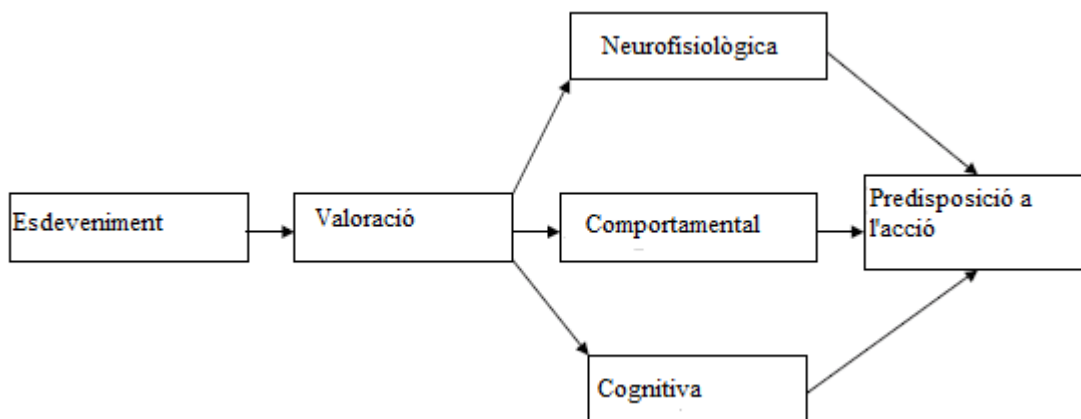 Neurofisiològica
Esdeveniment
Valoració
Comportamental
Predisposició a
l'acció
Cognitiva